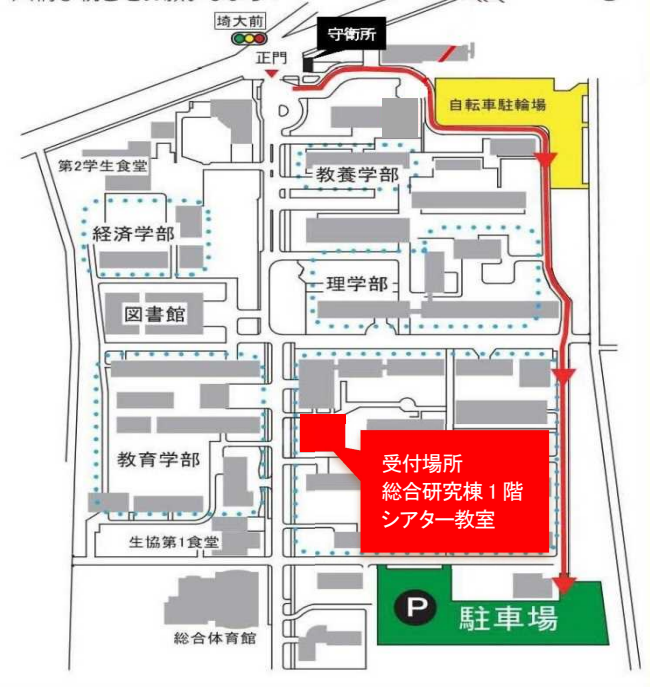 埼大前
守衛所
正門
自転車駐輪場
第2学生食堂
教養学部
経済学部
理学部
図書館
受付場所
総合研究棟1階
シアター教室
教育学部
生協第1食堂
P
駐車場
総合体育館